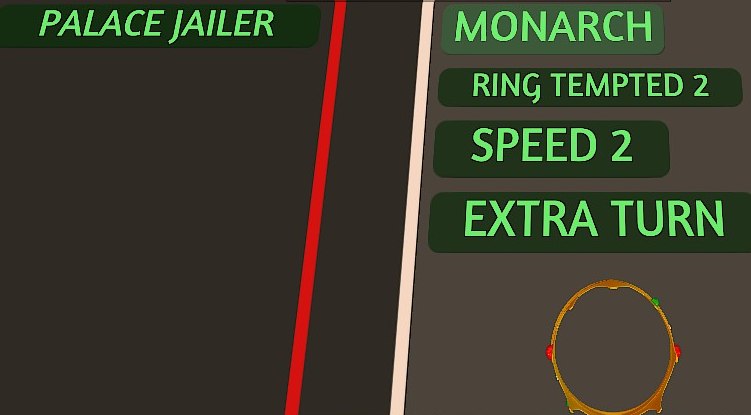 PALACE JAILER
MONARCH
RING TEMPTED 2
SPEED 2
EXTRA TURN